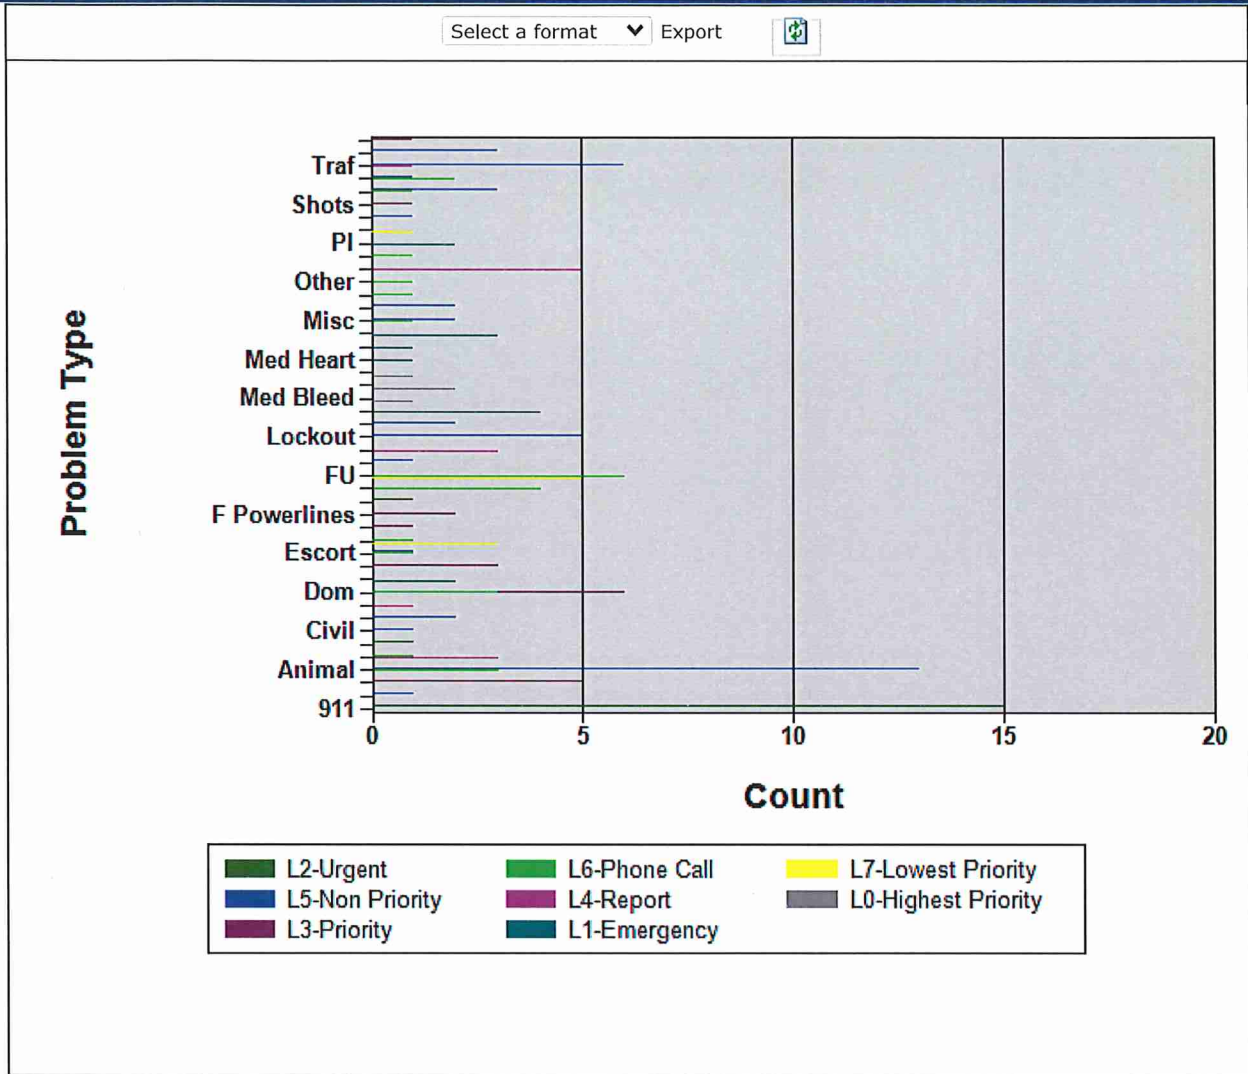 Select a format Export
Problem Type
Traf
Shots
PI
Other
Misc
Med Heart
Med Bleed
Lockout
FU
F Powerlines
Escort
Dom
Civil
Animal
911
0 5 10 15 20
Count
L2-Urgent L6-Phone Call L7-Lowest Priority
L5-Non Priority L4-Report L0-Highest Priority
L3-Priority L1-Emergency